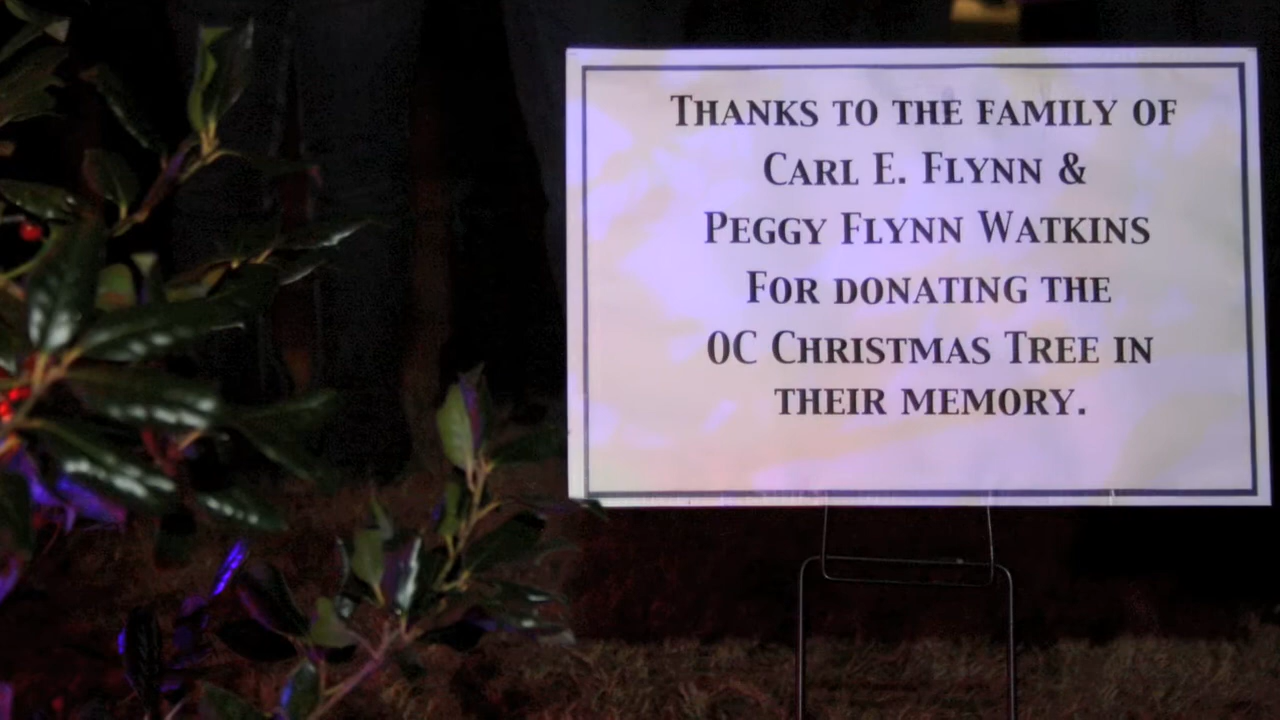 THANKS TO THE FAMILY OF
CARL E. FLYNN &
PEGGY FLYNN WATKINS
FOR DONATING THE
OC CHRISTMAS TREE IN
THEIR MEMORY.